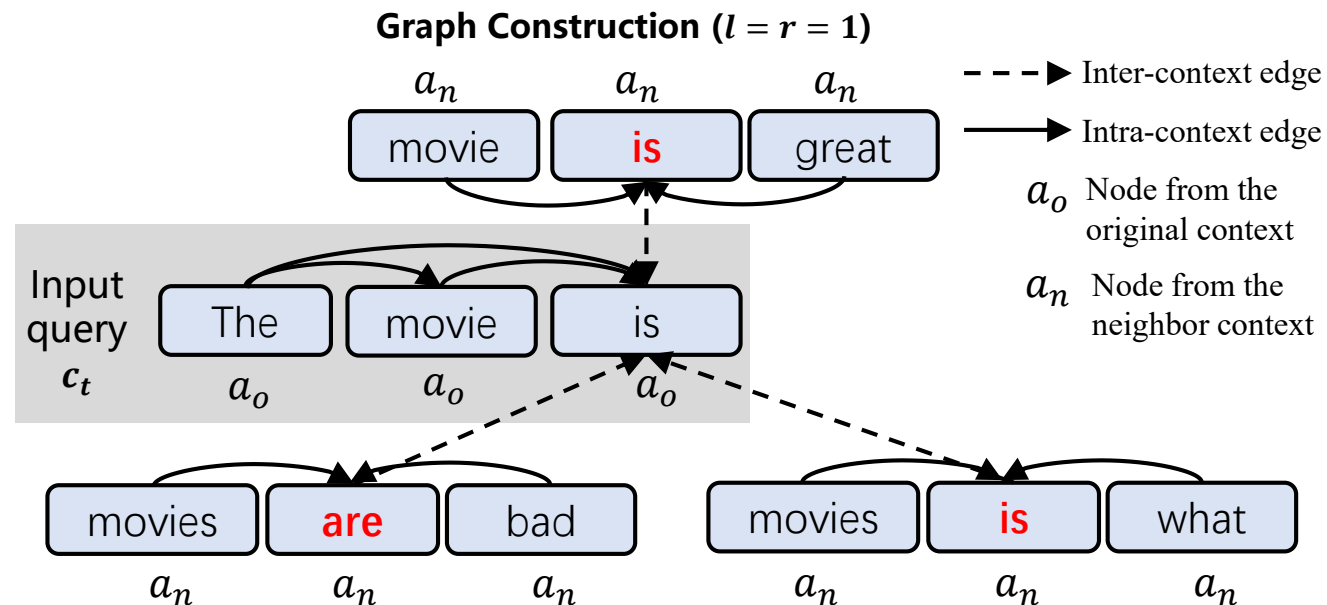 Graph Construction (l = r = 1)
a_n a_n a_n
movie is great
Inter-context edge
Intra-context edge
a_o Node from the
original context
a_n Node from the
neighbor context
Input
query
c_t
The movie is
a_o a_o a_o
movies are bad
a_n a_n a_n
movies is what
a_n a_n a_n